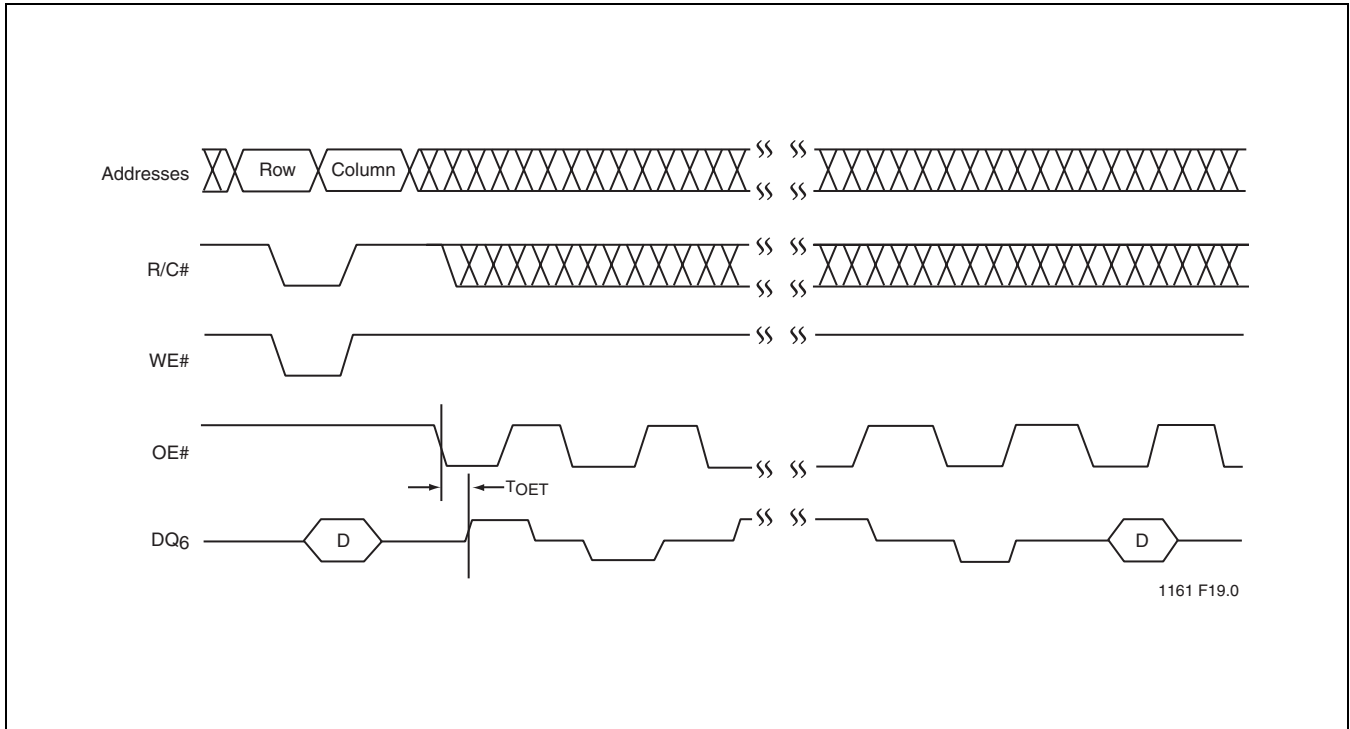 Addresses Row Column
R/C#
WE#
OE#
TOET
DQ6 D D
1161 F19.0